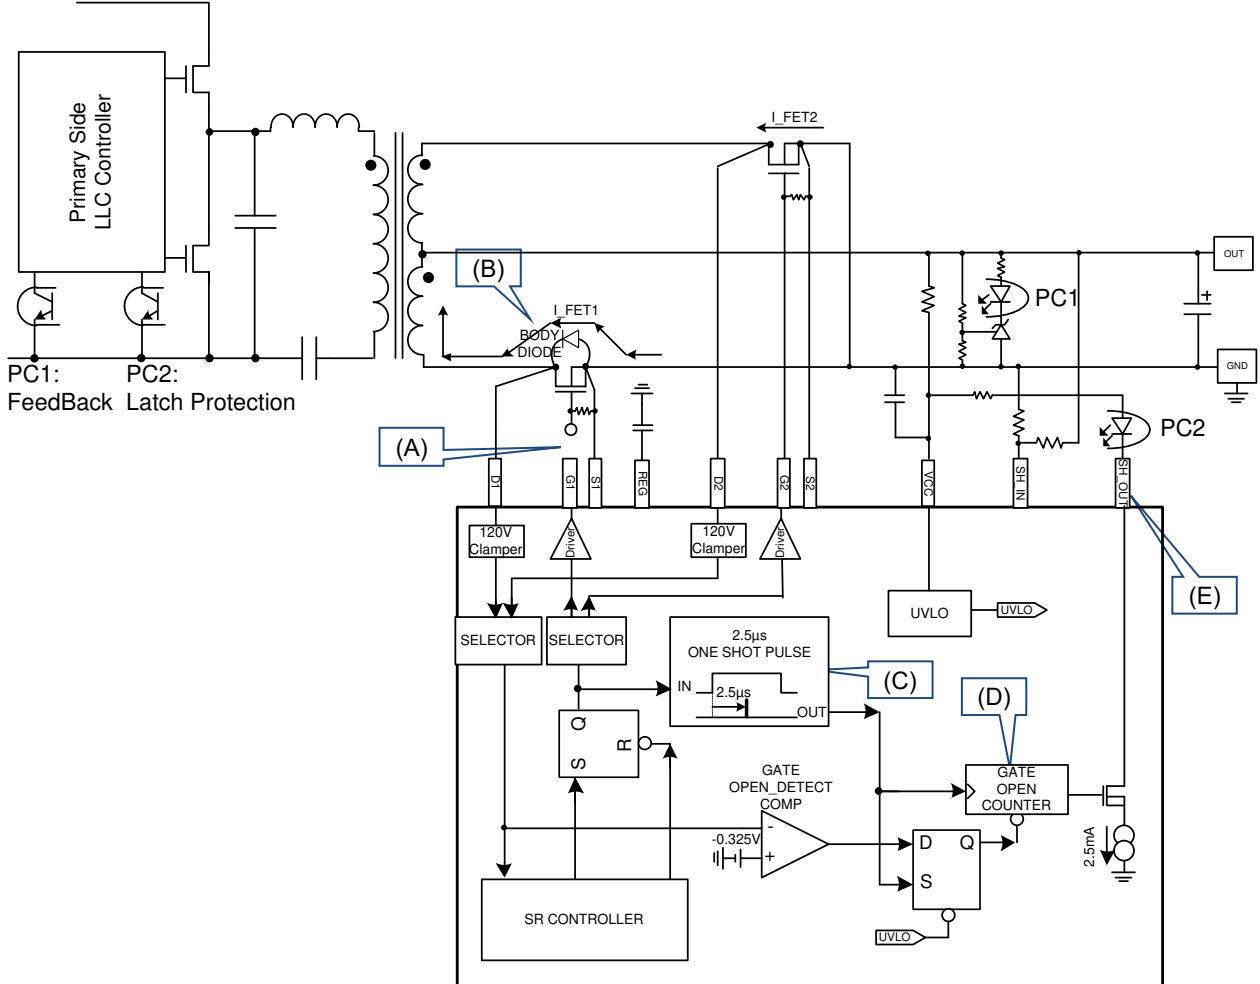 Primary Side
LLC Controller
PC1:
FeedBack
PC2:
Latch Protection
I_FET2
(B)
I_FET1
BODY
DIODE
(A)
OUT
PC1
GND
PC2
D1
G1
S1
REG
D2
G2
S2
VCC
SH_IN
SH_OUT
120V
Clamper
Driver
120V
Clamper
Driver
UVLO
UVLO
(E)
SELECTOR
SELECTOR
2.5µs
ONE SHOT PULSE
IN
2.5µs
OUT
(C)
(D)
Q
S
R
GATE
OPEN_DETECT
COMP
-0.325V
-
+
GATE
OPEN
COUNTER
D
Q
S
2.5mA
UVLO
SR CONTROLLER